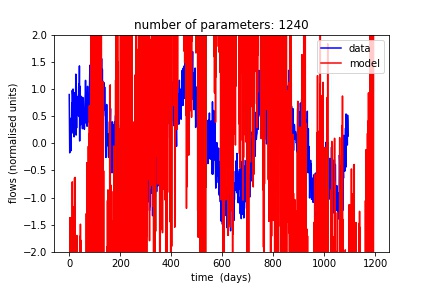 number of parameters: 1240
data
model
flows (normalised units)
2.0
1.5
1.0
0.5
0.0
−0.5
−1.0
−1.5
−2.0
0 200 400 600 800 1000 1200
time (days)